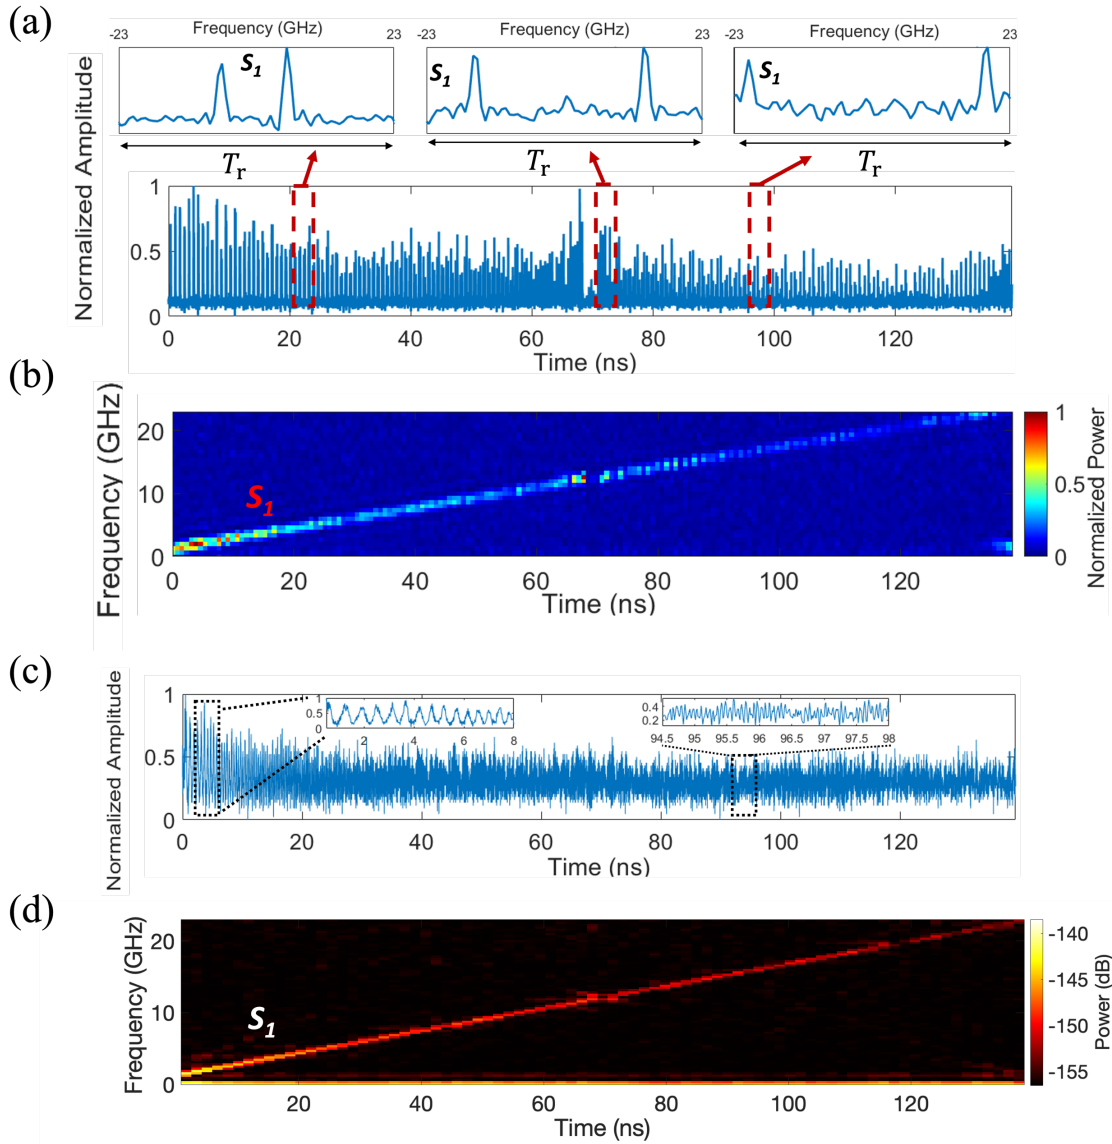 (a)
Frequency (GHz) Frequency (GHz) Frequency (GHz)
-23 23 -23 23 -23 23
S1 S1 S1
Tr Tr Tr
Normalized Amplitude
1
0.5
0
0 20 40 60 80 100 120
Time (ns)
(b)
Frequency (GHz)
20
10
0
S1
0 20 40 60 80 100 120
Time (ns)
1
0.5
0
Normalized Power
(c)
Normalized Amplitude
1
0.5
0
1
0.5
0
2 4 6 8
0.4
0.2
94.5 95 95.5 96 96.5 97 97.5 98
0 20 40 60 80 100 120
Time (ns)
(d)
Frequency (GHz)
20
10
0
S1
20 40 60 80 100 120
Time (ns)
-140
-145
-150
-155
Power (dB)